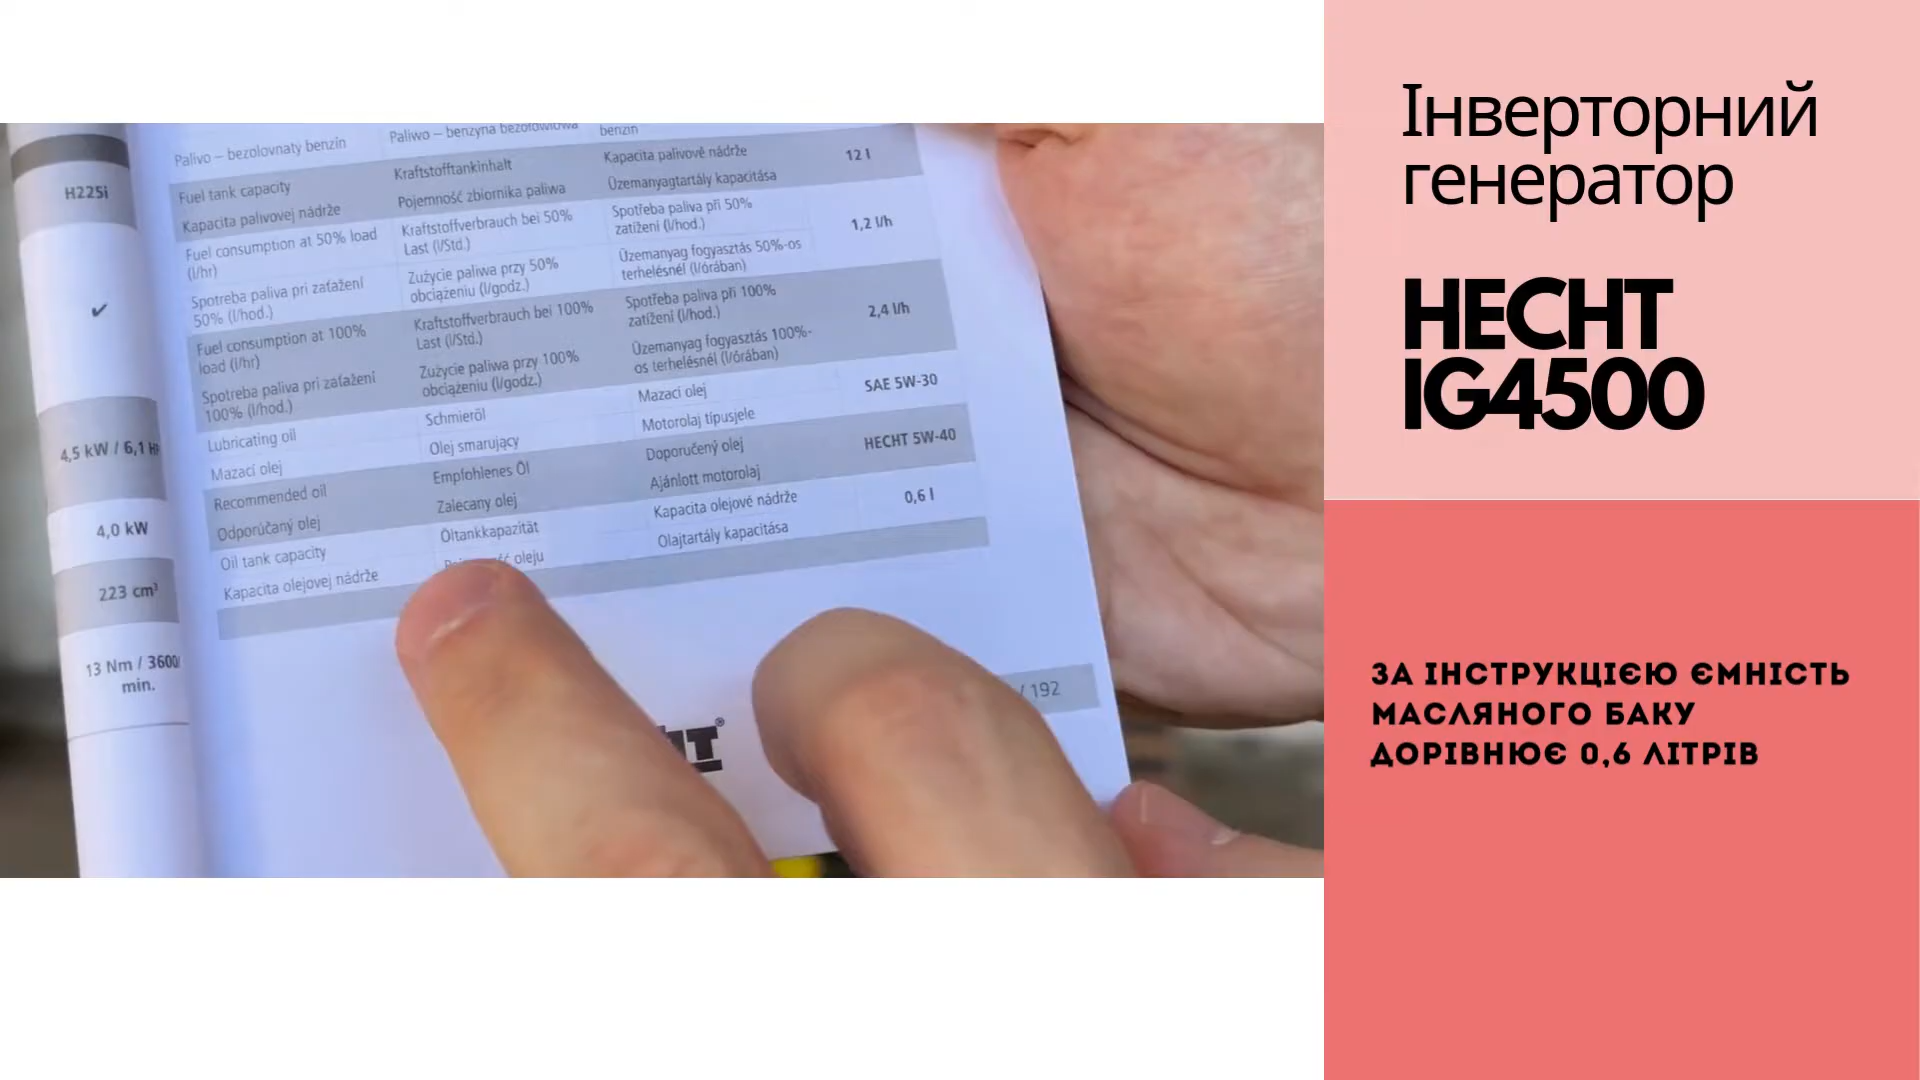 Palivo – bezolovnaty benzín
Paliwo – benzyna bezołowiowa
benzin
Fuel tank capacity
Kapacita palivovej nádrže
Kraftstofftankinhalt
Pojemność zbiornika paliwa
Kapacita palivové nádrže
Üzemanyagtartály kapacitása
12 l
Fuel consumption at 50% load
(l/hr)
Spotreba paliva pri zaťažení
50% (l/hod.)
Kraftstoffverbrauch bei 50%
Last (l/Std.)
Zużycie paliwa przy 50%
obciążeniu (l/godz.)
Spotřeba paliva při 50%
zatížení (l/hod.)
Üzemanyag fogyasztás 50%-os
terhelésnél (l/órában)
1,2 l/h
Fuel consumption at 100%
load (l/hr)
Spotreba paliva pri zaťažení
100% (l/hod.)
Kraftstoffverbrauch bei 100%
Last (l/Std.)
Zużycie paliwa przy 100%
obciążeniu (l/godz.)
Spotřeba paliva při 100%
zatížení (l/hod.)
Üzemanyag fogyasztás 100%-
os terhelésnél (l/órában)
2,4 l/h
Lubricating oil
Mazací olej
Schmieröl
Olej smarujący
Mazací olej
Motorolaj típusjele
SAE 5W-30
Recommended oil
Odporúčaný olej
Empfohlenes Öl
Zalecany olej
Doporučený olej
Ajánlott motorolaj
HECHT 5W-40
Oil tank capacity
Kapacita olejovej nádrže
Öltankkapazität
oleju
Kapacita olejové nádrže
Olajtartály kapacitása
0,6 l
/ 192
H225i
✔
4,5 kW / 6,1 HP
4,0 kW
223 cm³
13 Nm / 3600/
min.
Інверторний
генератор
HECHT
IG4500
ЗА ІНСТРУКЦІЄЮ ЄМНІСТЬ
МАСЛЯНОГО БАКУ
ДОРІВНЮЄ 0,6 ЛІТРІВ